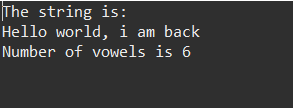 The string is:
Hello world, i am back
Number of vowels is 6